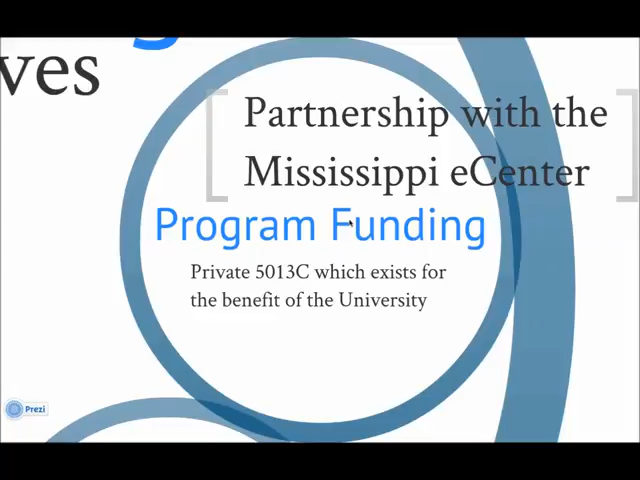 ves
Partnership with the
Mississippi eCenter
Program Funding
Private 5013C which exists for
the benefit of the University
Prezi